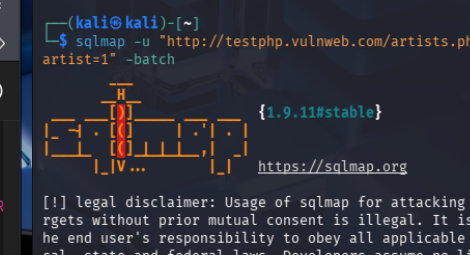 (kali㉿kali)-[~]
$ sqlmap -u "http://testphp.vulnweb.com/artists.ph
artist=1" -batch
{1.9.11#stable}
https://sqlmap.org
[!] legal disclaimer: Usage of sqlmap for attacking
rgets without prior mutual consent is illegal. It is
he end user's responsibility to obey all applicable
cal, state and federal laws. Developers assume no li